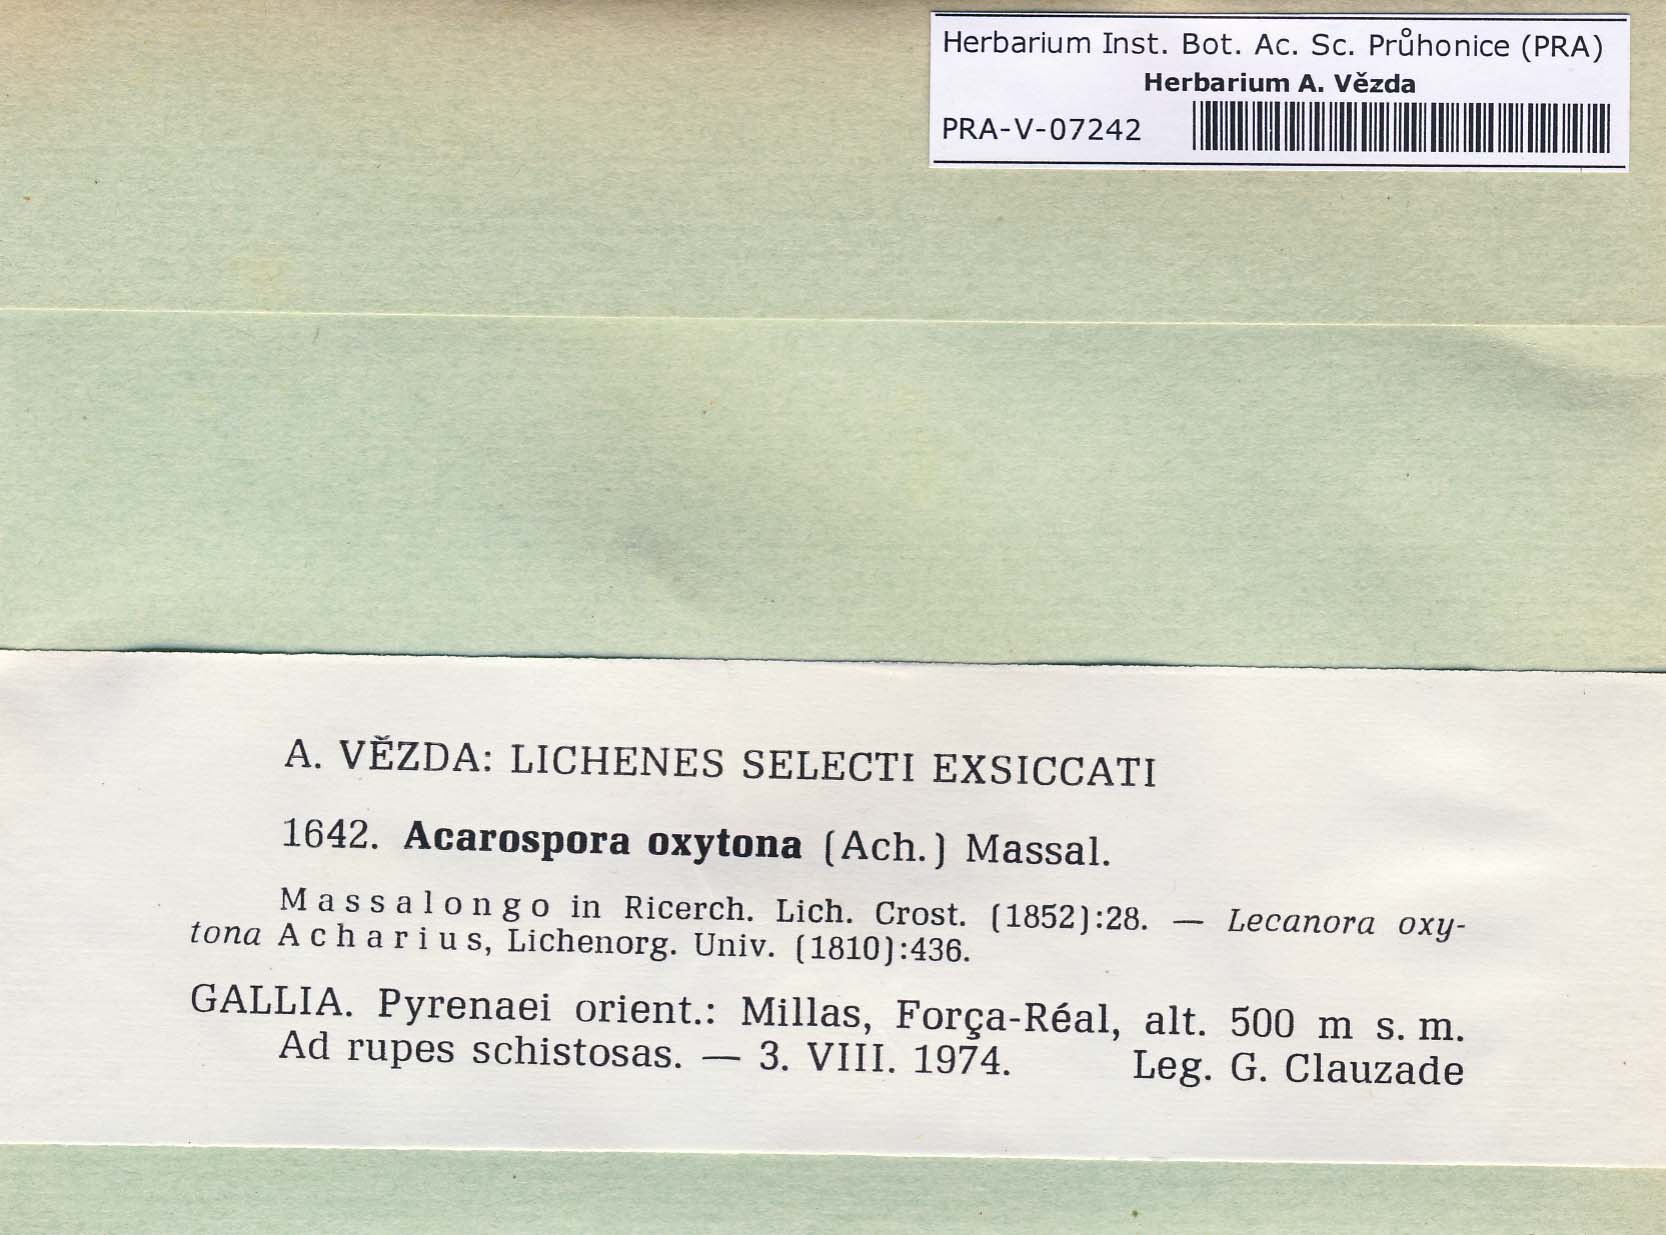 Herbarium Inst. Bot. Ac. Sc. Průhonice (PRA)
Herbarium A. Vězda
PRA-V-07242
A. VĚZDA: LICHENES SELECTI EXSICCATI
1642. Acarospora oxytona (Ach.) Massal.
Massalongo in Ricerch. Lich. Crost. (1852):28. — Lecanora oxy-
tona Acharius, Lichenorg. Univ. (1810):436.
GALLIA. Pyrenaei orient.: Millas, Força-Réal, alt. 500 m s. m.
Ad rupes schistosas. — 3. VIII. 1974. Leg. G. Clauzade